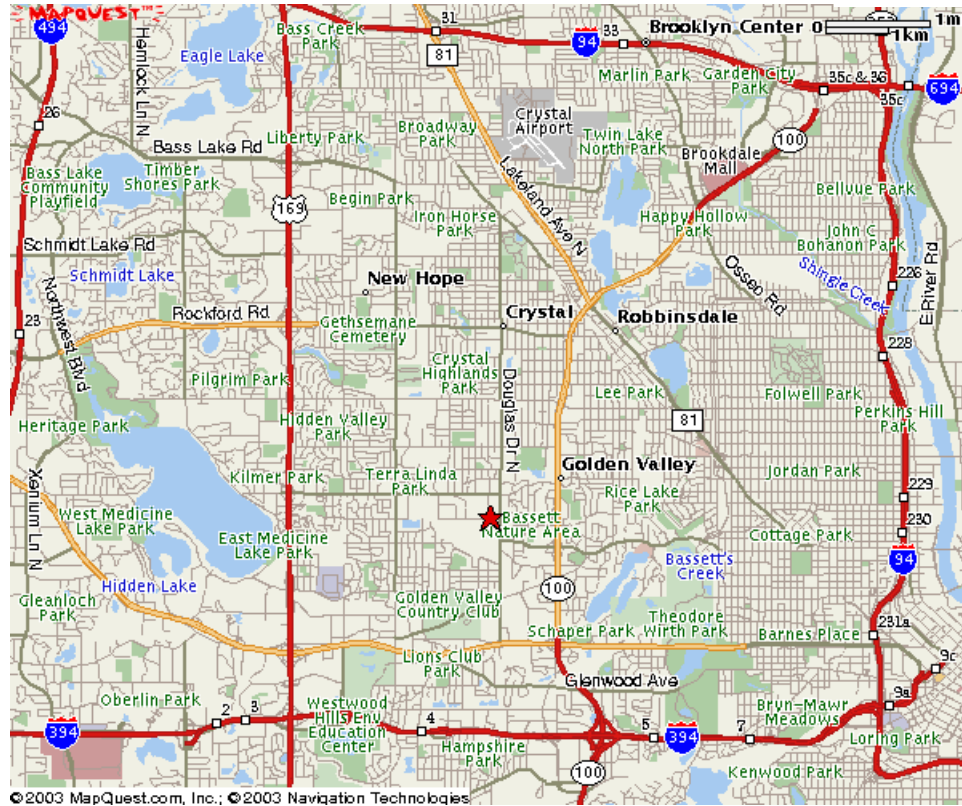 MAPQUEST
494
Hemlock Ln N
Eagle Lake
Bass Creek
Park
31
81
33
94
Brooklyn Center
0
1m
1km
Marlin Park
Garden City
Park
35c & 36
35c
694
26
Bass Lake Rd
Liberty Park
Broadway
Park
Crystal
Airport
Twin Lake
North Park
100
Brookdale
Mall
Bass Lake
Community
Playfield
Timber
Shores Park
169
Begin Park
Iron Horse
Park
Lakeland Ave N
Happy Hollow
Park
Bellvue Park
John C
Bohanon Park
Schmidt Lake Rd
Schmidt Lake
Northwest Blvd
New Hope
Osseo Rd
Shingle Creek
226
E River Rd
23
Rockford Rd
Gethsemane
Cemetery
Crystal
Robbinsdale
228
Pilgrim Park
Crystal
Highlands
Park
Douglas Dr N
Lee Park
81
Folwell Park
Perkins Hill
Park
Heritage Park
Hidden Valley
Park
Xenium Ln N
Kilmer Park
Terra Linda
Park
Golden Valley
Rice Lake
Park
Jordan Park
229
West Medicine
Lake Park
East Medicine
Lake Park
Bassett
Nature Area
Cottage Park
230
Hidden Lake
Bassett's
Creek
94
Gleanloch
Park
Golden Valley
Country Club
100
Schaper Park
Theodore
Wirth Park
Barnes Place
231a
Lions Club
Park
Glenwood Ave
9c
Oberlin Park
2
3
Westwood
Hills Env
Education
Center
4
Hampshire
Park
5
394
7
Bryn-Mawr
Meadows
9a
Loring Park
394
100
Kenwood Park
©2003 MapQuest.com, Inc.; ©2003 Navigation Technologies